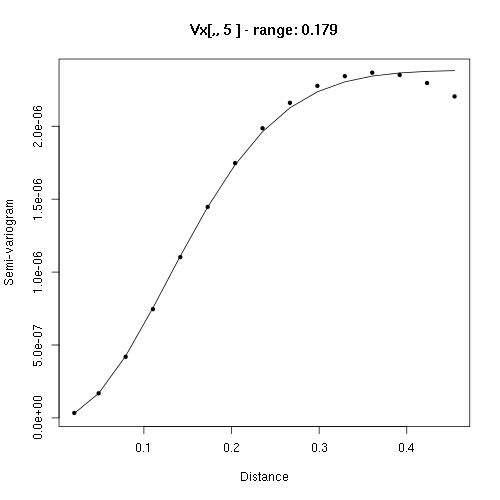 Vx[,, 5 ] - range: 0.179
Semi-variogram
2.0e-06
1.5e-06
1.0e-06
5.0e-07
0.0e+00
0.1 0.2 0.3 0.4
Distance